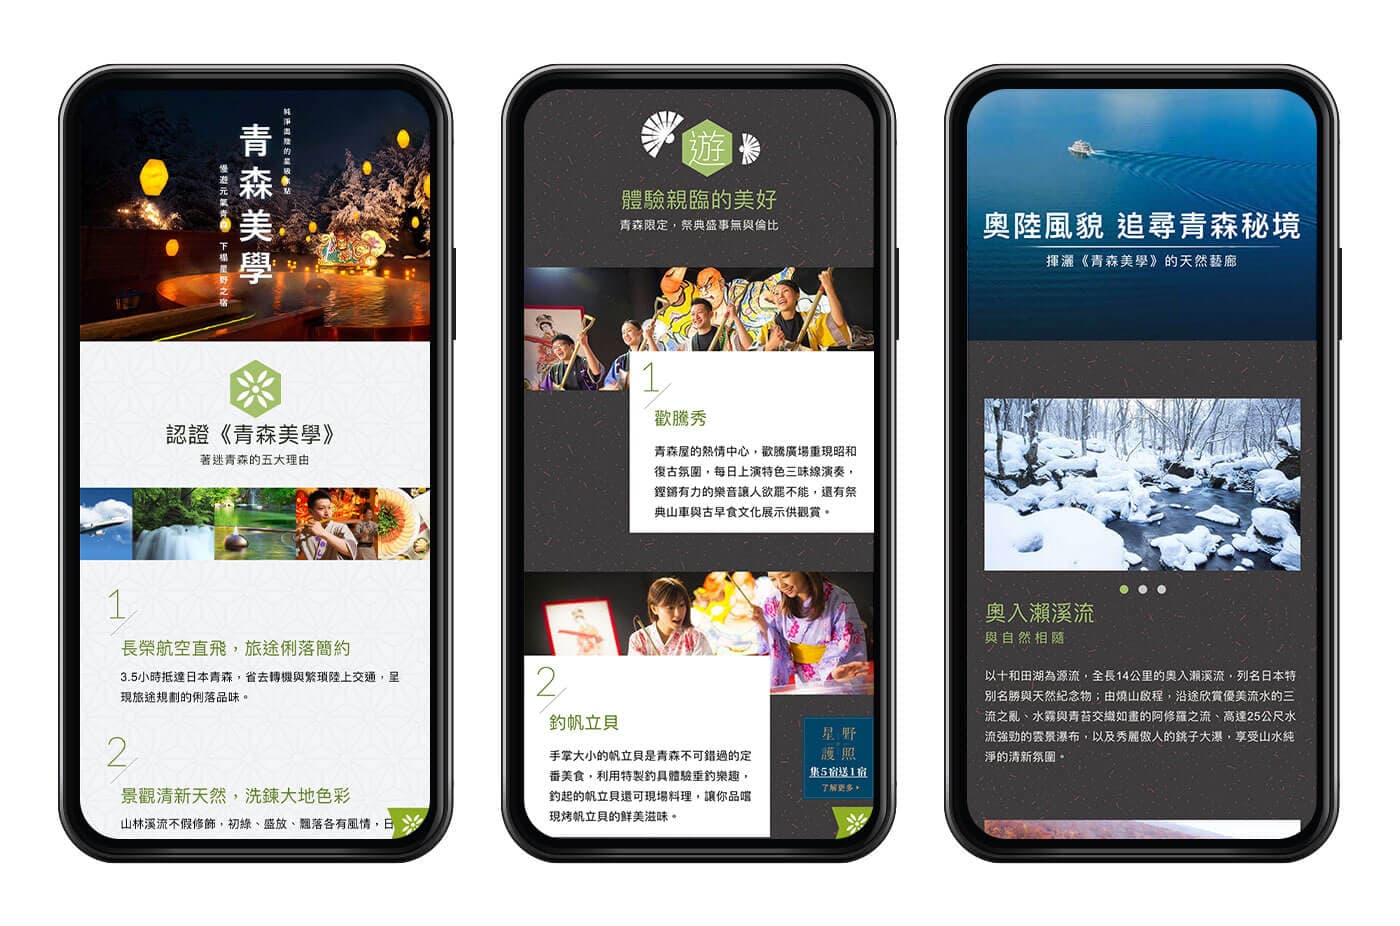 純淨奧陸的星級焦點
青森美學
慢遊元氣青森 下榻星野之宿
認證《青森美學》
著迷青森的五大理由
1
長榮航空直飛，旅途俐落簡約
3.5小時抵達日本青森，省去轉機與繁瑣陸上交通，呈
現旅途規劃的俐落品味。
2
景觀清新天然，洗鍊大地色彩
山林溪流不假修飾，初綠、盛放、飄落各有風情，日
遊
體驗親臨的美好
青森限定，祭典盛事無與倫比
1
歡騰秀
青森屋的熱情中心，歡騰廣場重現昭和
復古氛圍，每日上演特色三味線演奏，
鏗鏘有力的樂音讓人欲罷不能，還有祭
典山車與古早食文化展示供觀賞。
2
釣帆立貝
手掌大小的帆立貝是青森不可錯過的定
番美食，利用特製釣具體驗垂釣樂趣，
釣起的帆立貝還可現場料理，讓你品嚐
現烤帆立貝的鮮美滋味。
星野
護照
集5宿送1宿
了解更多
奧陸風貌 追尋青森秘境
揮灑《青森美學》的天然藝廊
奧入瀨溪流
與自然相隨
以十和田湖為源流，全長14公里的奧入瀨溪流，列名日本特
別名勝與天然紀念物；由燒山啟程，沿途欣賞優美流水的三
流之亂、水霧與青苔交織如畫的阿修羅之流、高達25公尺水
流強勁的雲景瀑布，以及秀麗傲人的銚子大瀑，享受山水純
淨的清新氛圍。